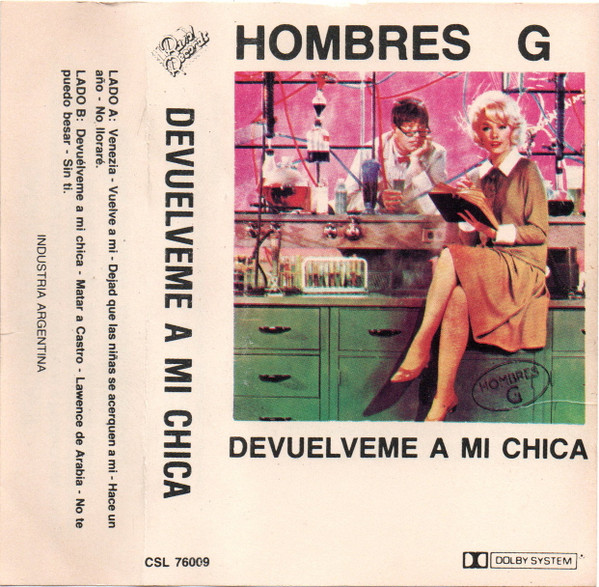 David
Records
LADO A: Venezia - Vuelve a mi - Dejad que las niñas se acerquen a mi - Hace un
año - No lloraré.
LADO B: Devuélveme a mi chica - Matar a Castro - Lawence de Arabia - No te
puedo besar - Sin ti.
INDUSTRIA ARGENTINA
DEVUELVEME A MI CHICA
CSL 76009
HOMBRES G
HOMBRES
G
DEVUELVEME A MI CHICA
DOLBY SYSTEM